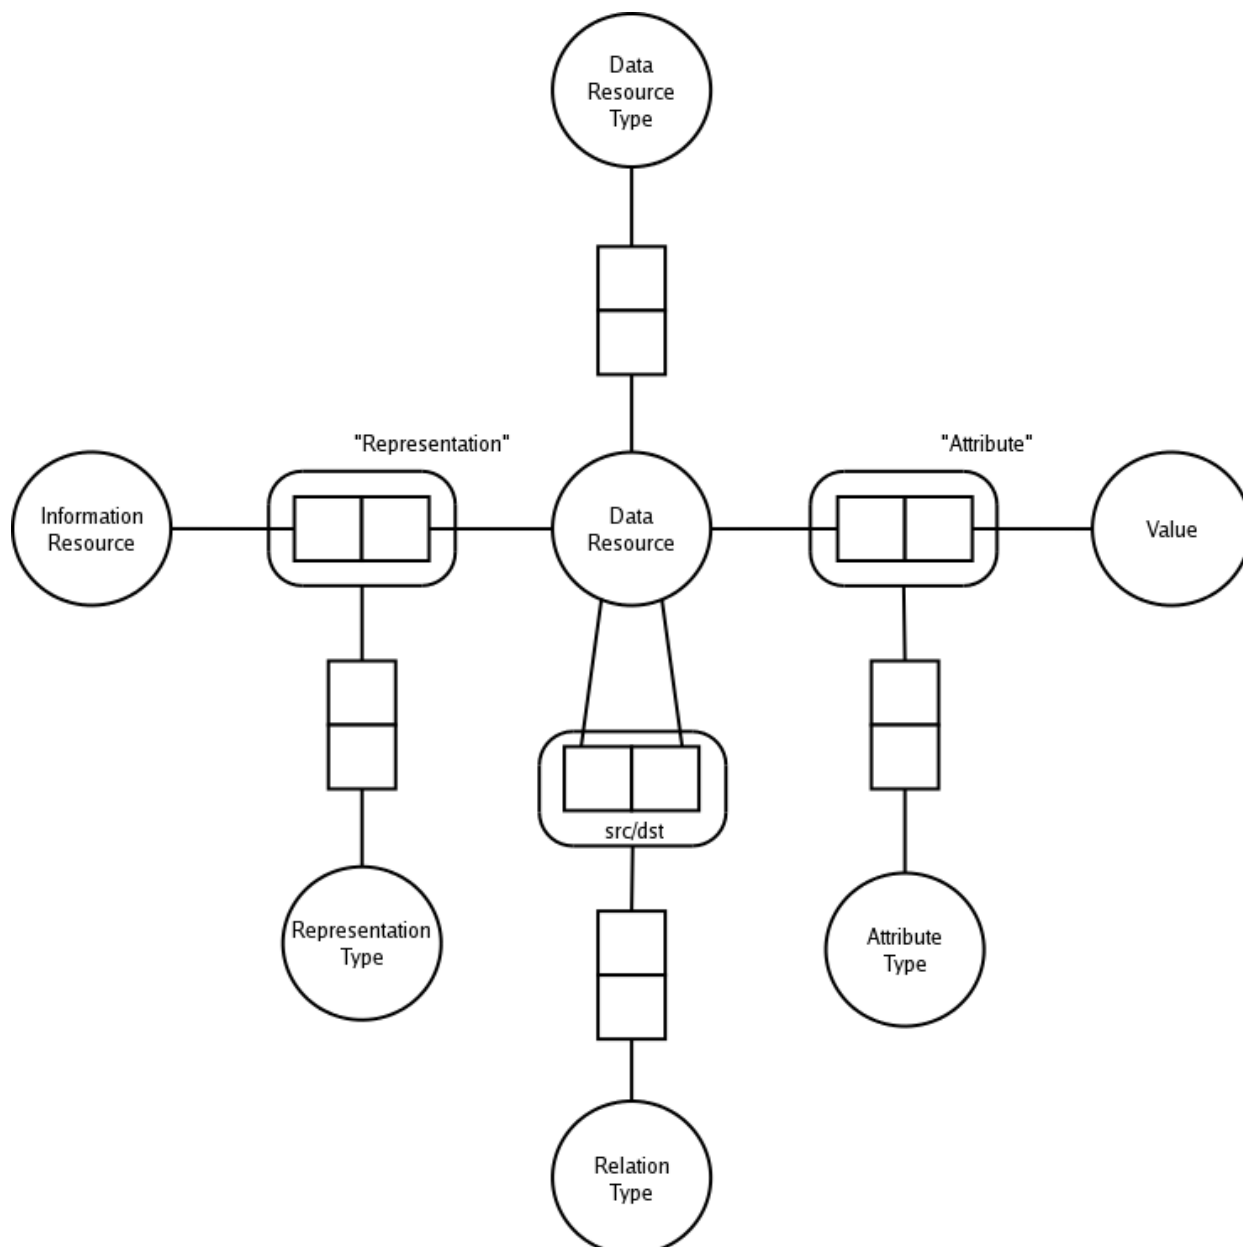 Data
Resource
Type
"Representation"
"Attribute"
Information
Resource
Data
Resource
Value
src/dst
Representation
Type
Attribute
Type
Relation
Type